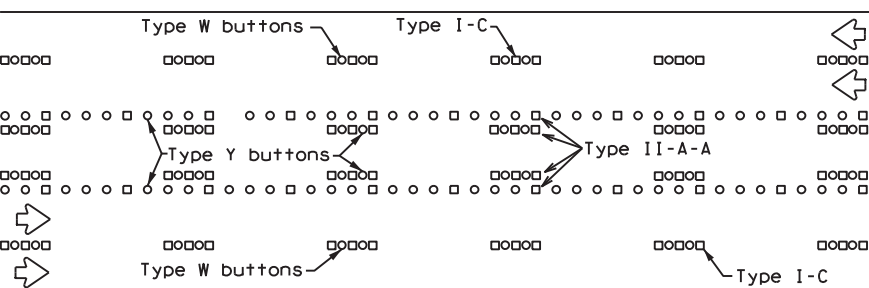 Type W buttons
Type I-C
Type Y buttons
Type II-A-A
Type W buttons
Type I-C